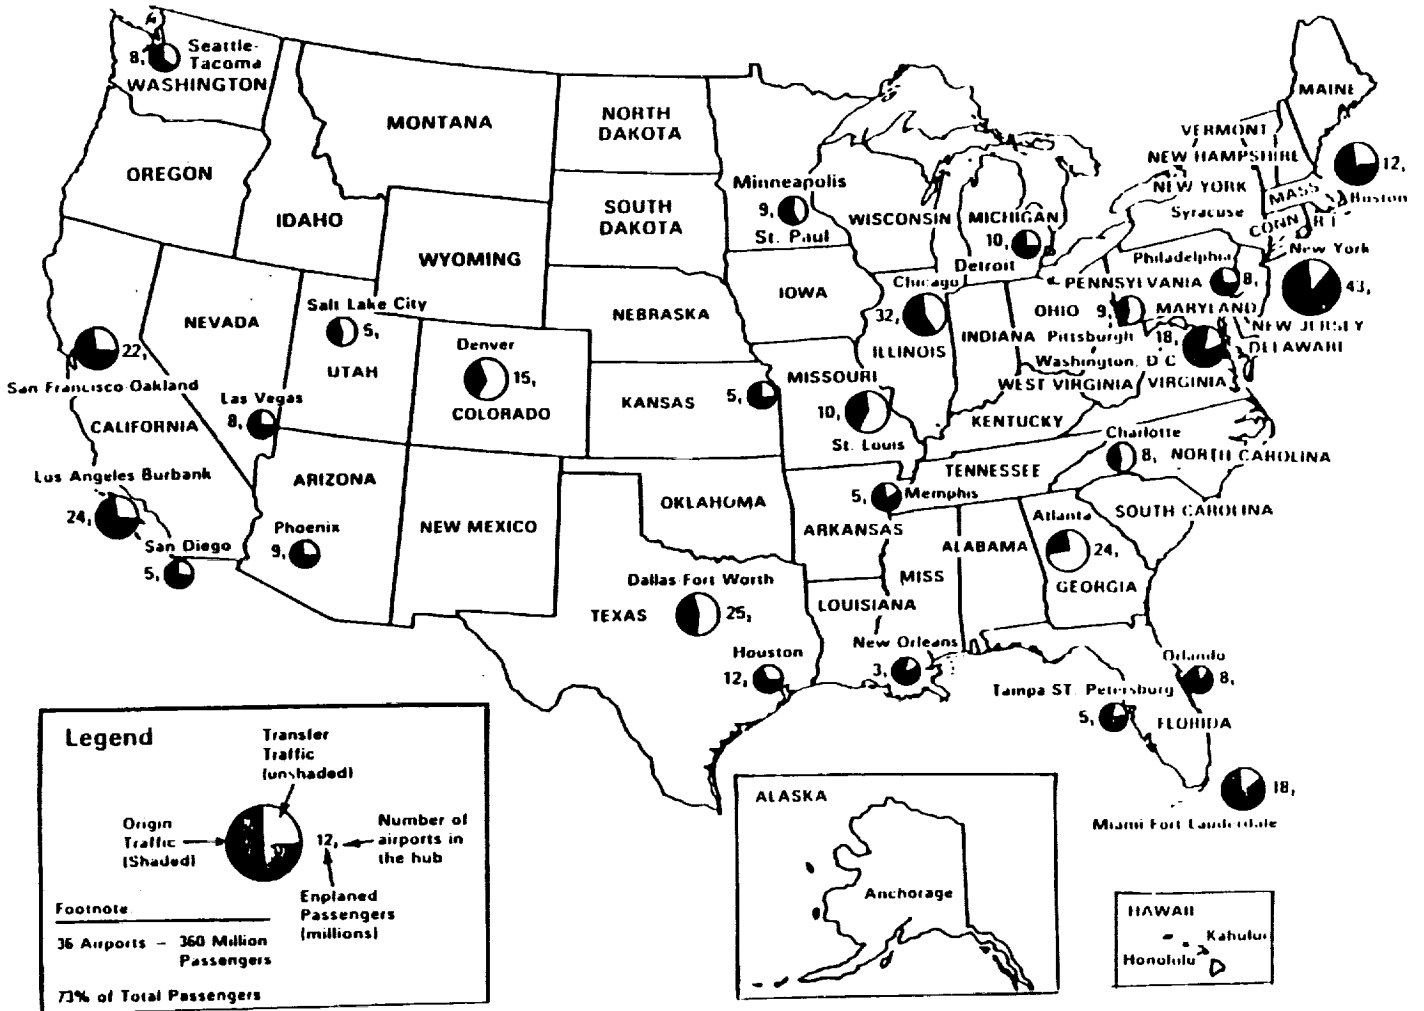 Seattle-
Tacoma
8,
WASHINGTON
MONTANA
NORTH
DAKOTA
MAINE
OREGON
IDAHO
SOUTH
DAKOTA
Minneapolis
9,
St. Paul
WISCONSIN
MICHIGAN
10,
Detroit
VERMONT
NEW HAMPSHIRE
NEW YORK
Syracuse
MASS
CONN
R I
12,
Boston
New York
43,
WYOMING
NEVADA
Salt Lake City
5,
UTAH
Denver
15,
COLORADO
NEBRASKA
IOWA
Chicago
32,
ILLINOIS
INDIANA
OHIO
Philadelphia
PENNSYLVANIA
8,
9,
Pittsburgh
MARYLAND
NEW JERSEY
DELAWARE
18,
Washington, D C
WEST VIRGINIA
VIRGINIA
22,
San Francisco Oakland
CALIFORNIA
Las Vegas
8,
KANSAS
5,
MISSOURI
10,
St. Louis
KENTUCKY
Charlotte
8,
NORTH CAROLINA
Los Angeles Burbank
24,
San Diego
5,
ARIZONA
Phoenix
9,
NEW MEXICO
OKLAHOMA
TENNESSEE
5,
Memphis
ARKANSAS
SOUTH CAROLINA
Atlanta
24,
GEORGIA
ALABAMA
MISS
Dallas Fort Worth
TEXAS
25,
Houston
12,
LOUISIANA
New Orleans
3,
Orlando
8,
Tampa ST. Petersburg
5,
FLORIDA
18,
Miami Fort Lauderdale
Legend
Transfer
Traffic
(unshaded)
Origin
Traffic
(Shaded)
12,
Number of
airports in
the hub
Enplaned
Passengers
(millions)
Footnote
36 Airports – 360 Million
Passengers
73% of Total Passengers
ALASKA
Anchorage
HAWAII
Kahului
Honolulu